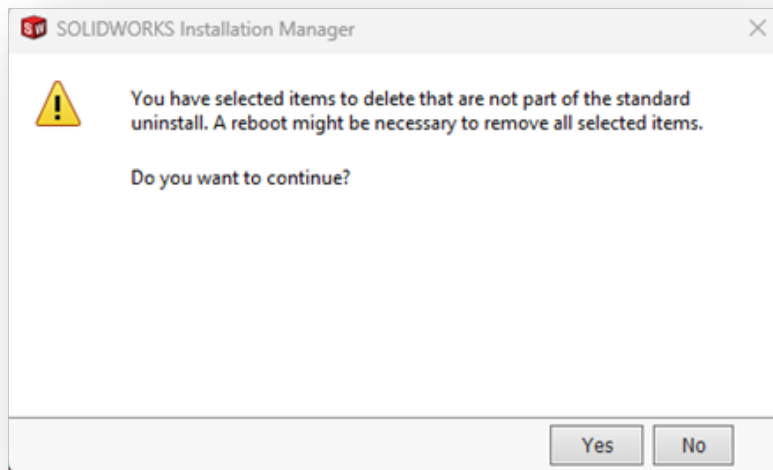 SW SOLIDWORKS Installation Manager
You have selected items to delete that are not part of the standard
uninstall. A reboot might be necessary to remove all selected items.
Do you want to continue?
Yes No